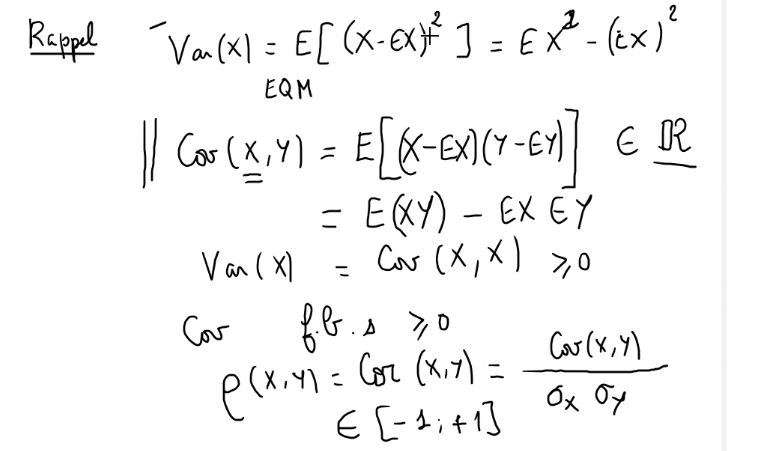 Rappel - Var(X) = E[(X-EX)²] = EX² - (EX)²
EQM
Cov(X,Y) = E[(X-EX)(Y-EY)] ∈ ℝ
= E(XY) - EX EY
Var(X) = Cov(X,X) ≥ 0
Cov f.b.s ≥ 0
ρ(X,Y) = Cor(X,Y) = Cov(X,Y) / σX σY
∈ [-1;+1]